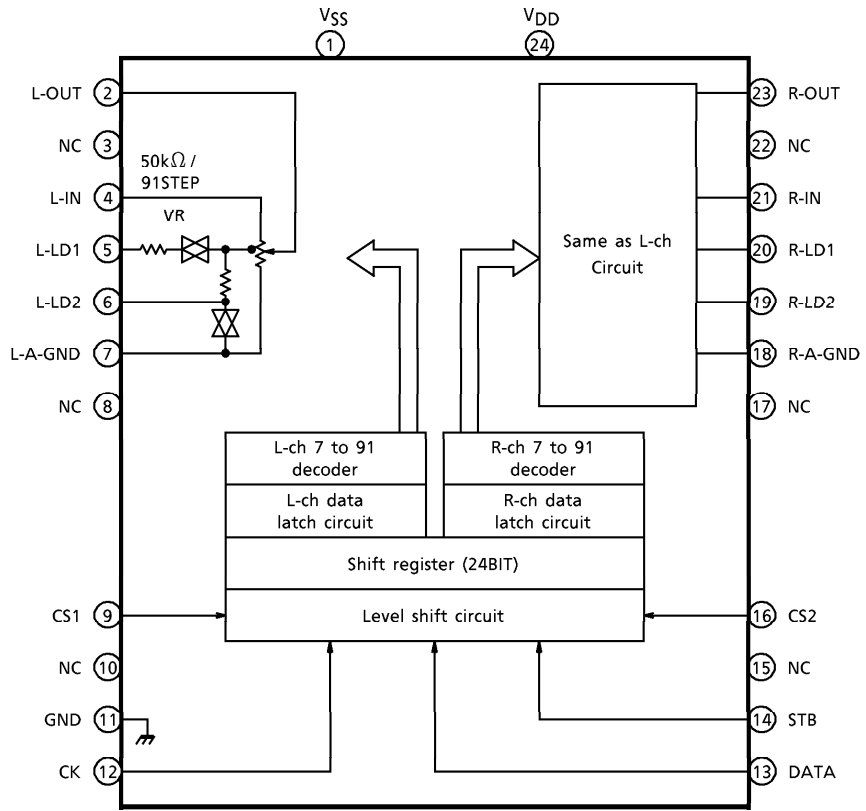 VSS VDD
1 24
L-OUT 2 23 R-OUT
NC 3 22 NC
50kΩ /
91STEP
L-IN 4 21 R-IN
VR
L-LD1 5 20 R-LD1
Same as L-ch
Circuit
L-LD2 6 19 R-LD2
L-A-GND 7 18 R-A-GND
NC 8 17 NC
L-ch 7 to 91
decoder
R-ch 7 to 91
decoder
L-ch data
latch circuit
R-ch data
latch circuit
Shift register (24BIT)
CS1 9 Level shift circuit 16 CS2
NC 10 15 NC
GND 11 14 STB
CK 12 13 DATA